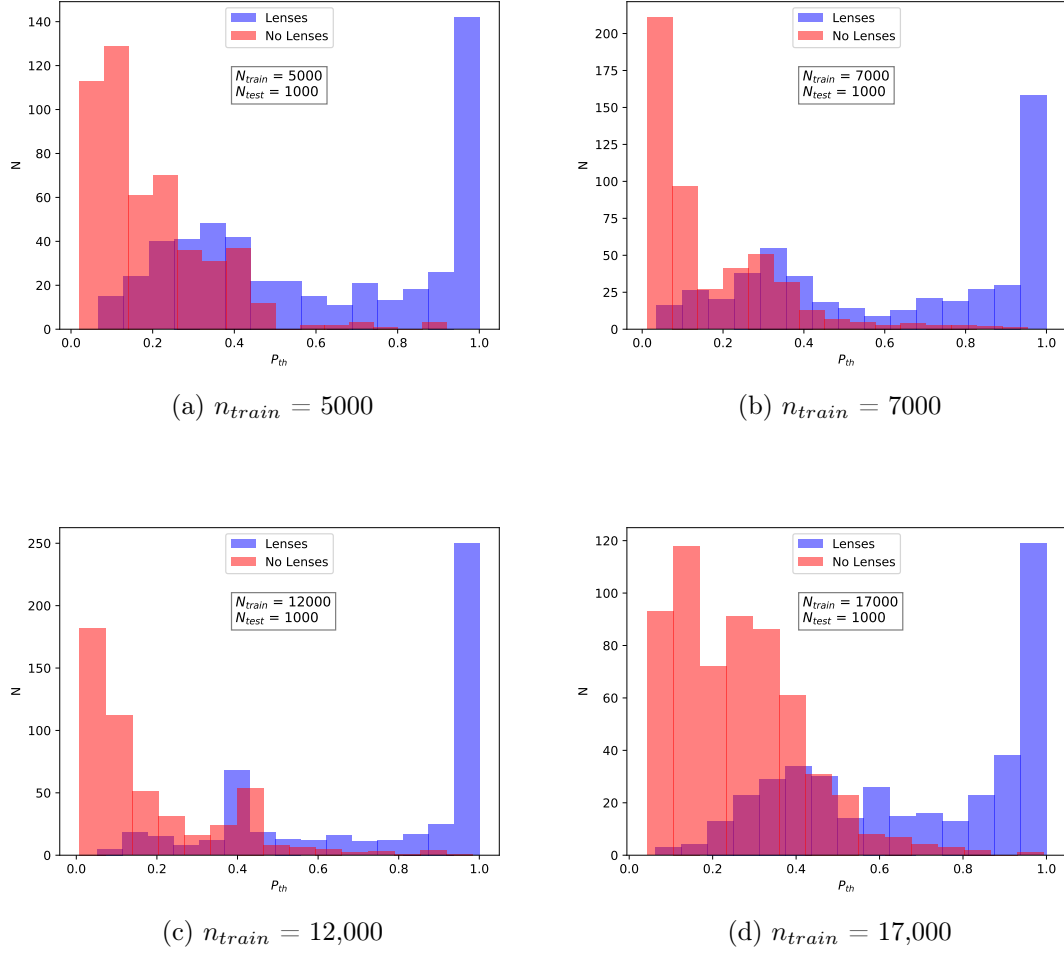 Lenses
No Lenses
N_train = 5000
N_test = 1000
N
140
120
100
80
60
40
20
0
0.0 0.2 0.4 0.6 0.8 1.0
P_th
(a) n_train = 5000
Lenses
No Lenses
N_train = 7000
N_test = 1000
N
200
175
150
125
100
75
50
25
0
0.0 0.2 0.4 0.6 0.8 1.0
P_th
(b) n_train = 7000
Lenses
No Lenses
N_train = 12000
N_test = 1000
N
250
200
150
100
50
0
0.0 0.2 0.4 0.6 0.8 1.0
P_th
(c) n_train = 12,000
Lenses
No Lenses
N_train = 17000
N_test = 1000
N
120
100
80
60
40
20
0
0.2 0.4 0.6 0.8 1.0
P_th
(d) n_train = 17,000